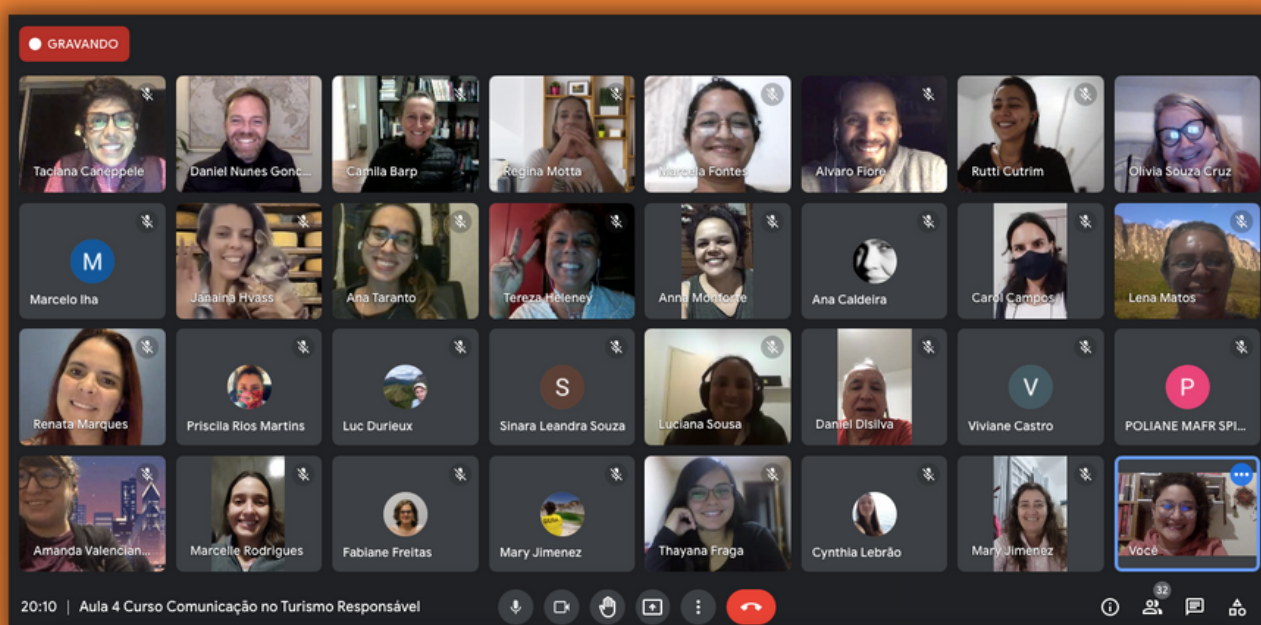 GRAVANDO
Taciana Caneppele
Daniel Nunes Gonc...
Camila Barp
Regina Motta
Marcela Fontes
Alvaro Fiore
Rutti Cutrim
Olivia Souza Cruz
M
Marcelo Iha
Janaina Hvass
Ana Taranto
Tereza Heleney
Anna Monforte
Ana Caldeira
Carol Campos
Lena Matos
Renata Marques
Priscila Rios Martins
Luc Durieux
S
Sinara Leandra Souza
Luciana Sousa
Daniel DIsilva
V
Viviane Castro
P
POLIANE MAFR SPI...
Amanda Valencian...
Marcelle Rodrigues
Fabiane Freitas
Mary Jimenez
Thayana Fraga
Cynthia Lebrão
Mary Jimenez
Você
20:10 | Aula 4 Curso Comunicação no Turismo Responsável
32